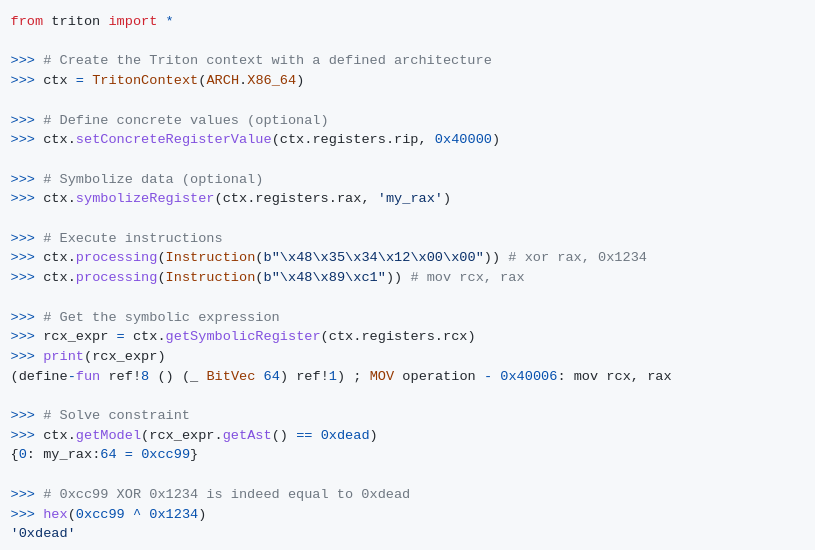 from triton import *
>>> # Create the Triton context with a defined architecture
>>> ctx = TritonContext(ARCH.X86_64)
>>> # Define concrete values (optional)
>>> ctx.setConcreteRegisterValue(ctx.registers.rip, 0x40000)
>>> # Symbolize data (optional)
>>> ctx.symbolizeRegister(ctx.registers.rax, 'my_rax')
>>> # Execute instructions
>>> ctx.processing(Instruction(b"\x48\x35\x34\x12\x00\x00")) # xor rax, 0x1234
>>> ctx.processing(Instruction(b"\x48\x89\xc1")) # mov rcx, rax
>>> # Get the symbolic expression
>>> rcx_expr = ctx.getSymbolicRegister(ctx.registers.rcx)
>>> print(rcx_expr)
(define-fun ref!8 () (_ BitVec 64) ref!1) ; MOV operation - 0x40006: mov rcx, rax
>>> # Solve constraint
>>> ctx.getModel(rcx_expr.getAst() == 0xdead)
{0: my_rax:64 = 0xcc99}
>>> # 0xcc99 XOR 0x1234 is indeed equal to 0xdead
>>> hex(0xcc99 ^ 0x1234)
'0xdead'